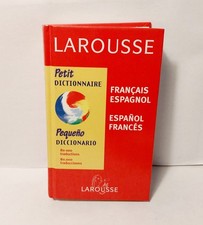 LAROUSSE
Petit
DICTIONNAIRE
FRANÇAIS
ESPAGNOL
ESPAÑOL
FRANCÉS
Pequeño
DICCIONARIO
LAROUSSE